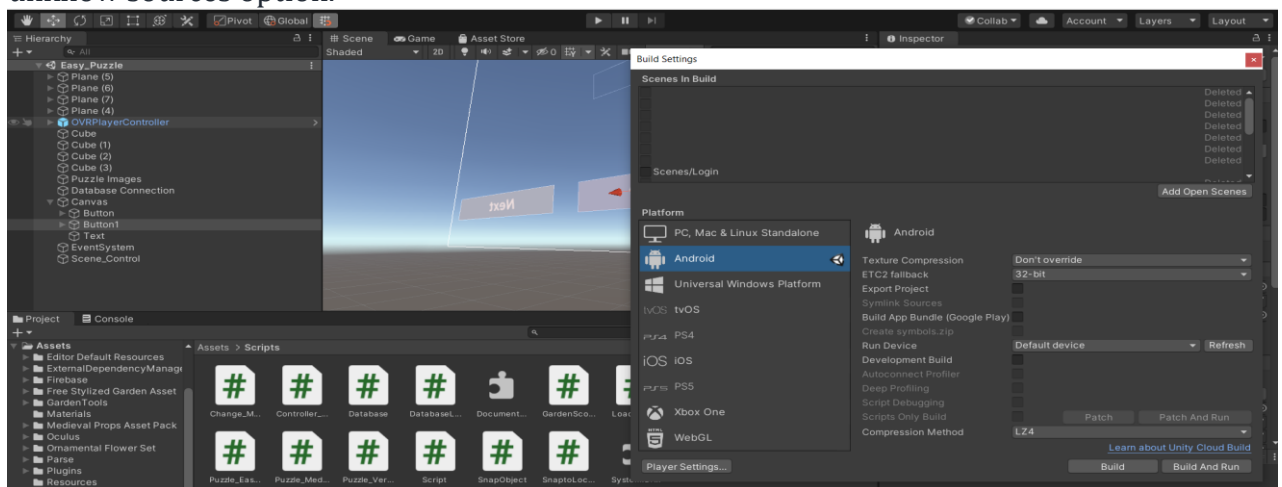 unknow sources option.
Pivot Global Collab Account Layers Layout
Hierarchy
All
Easy_Puzzle
Plane (5)
Plane (6)
Plane (7)
Plane (4)
OVRPlayerController
Cube
Cube (1)
Cube (2)
Cube (3)
Puzzle Images
Database Connection
Canvas
Button
Button1
Text
EventSystem
Scene_Control
Scene Game Asset Store
Shaded 2D 0
Next
Inspector
Build Settings
Scenes In Build
Deleted
Deleted
Deleted
Deleted
Deleted
Deleted
Deleted
Scenes/Login
Add Open Scenes
Platform
PC, Mac & Linux Standalone
Android
Universal Windows Platform
tvOS tvOS
PS4 PS4
iOS iOS
PS5 PS5
Xbox One
WebGL
Player Settings...
Android
Texture Compression Don't override
ETC2 fallback 32-bit
Export Project
Symlink Sources
Build App Bundle (Google Play)
Create symbols.zip
Run Device Default device Refresh
Development Build
Autoconnect Profiler
Deep Profiling
Script Debugging
Scripts Only Build Patch Patch And Run
Compression Method LZ4
Learn about Unity Cloud Build
Build Build And Run
Project Console
Assets
Editor Default Resources
ExternalDependencyManage
Firebase
Free Stylized Garden Asset
GardenTools
Materials
Medieval Props Asset Pack
Oculus
Ornamental Flower Set
Parse
Plugins
Resources
Assets > Scripts
Change_M... Controller_... Database DatabaseL... Document... GardenSco... Loac
Puzzle_Eas... Puzzle_Med... Puzzle_Ver... Script SnapObject SnaptoLoc...